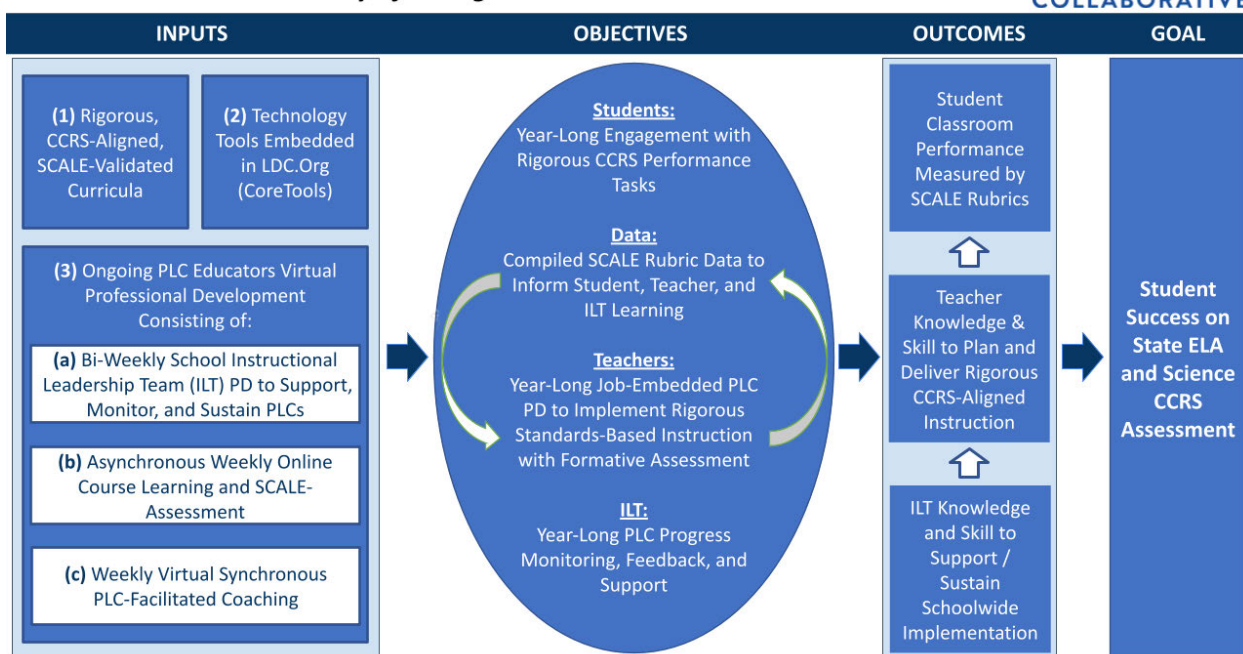 COLLABORATIVE
INPUTS
OBJECTIVES
OUTCOMES
GOAL
(1) Rigorous,
CCRS-Aligned,
SCALE-Validated
Curricula
(2) Technology
Tools Embedded
in LDC.Org
(CoreTools)
(3) Ongoing PLC Educators Virtual
Professional Development
Consisting of:
(a) Bi-Weekly School Instructional
Leadership Team (ILT) PD to Support,
Monitor, and Sustain PLCs
(b) Asynchronous Weekly Online
Course Learning and SCALE-
Assessment
(c) Weekly Virtual Synchronous
PLC-Facilitated Coaching
Students:
Year-Long Engagement with
Rigorous CCRS Performance
Tasks
Data:
Compiled SCALE Rubric Data to
Inform Student, Teacher, and
ILT Learning
Teachers:
Year-Long Job-Embedded PLC
PD to Implement Rigorous
Standards-Based Instruction
with Formative Assessment
ILT:
Year-Long PLC Progress
Monitoring, Feedback, and
Support
Student
Classroom
Performance
Measured by
SCALE Rubrics
Teacher
Knowledge &
Skill to Plan and
Deliver Rigorous
CCRS-Aligned
Instruction
ILT Knowledge
and Skill to
Support /
Sustain
Schoolwide
Implementation
Student
Success on
State ELA
and Science
CCRS
Assessment